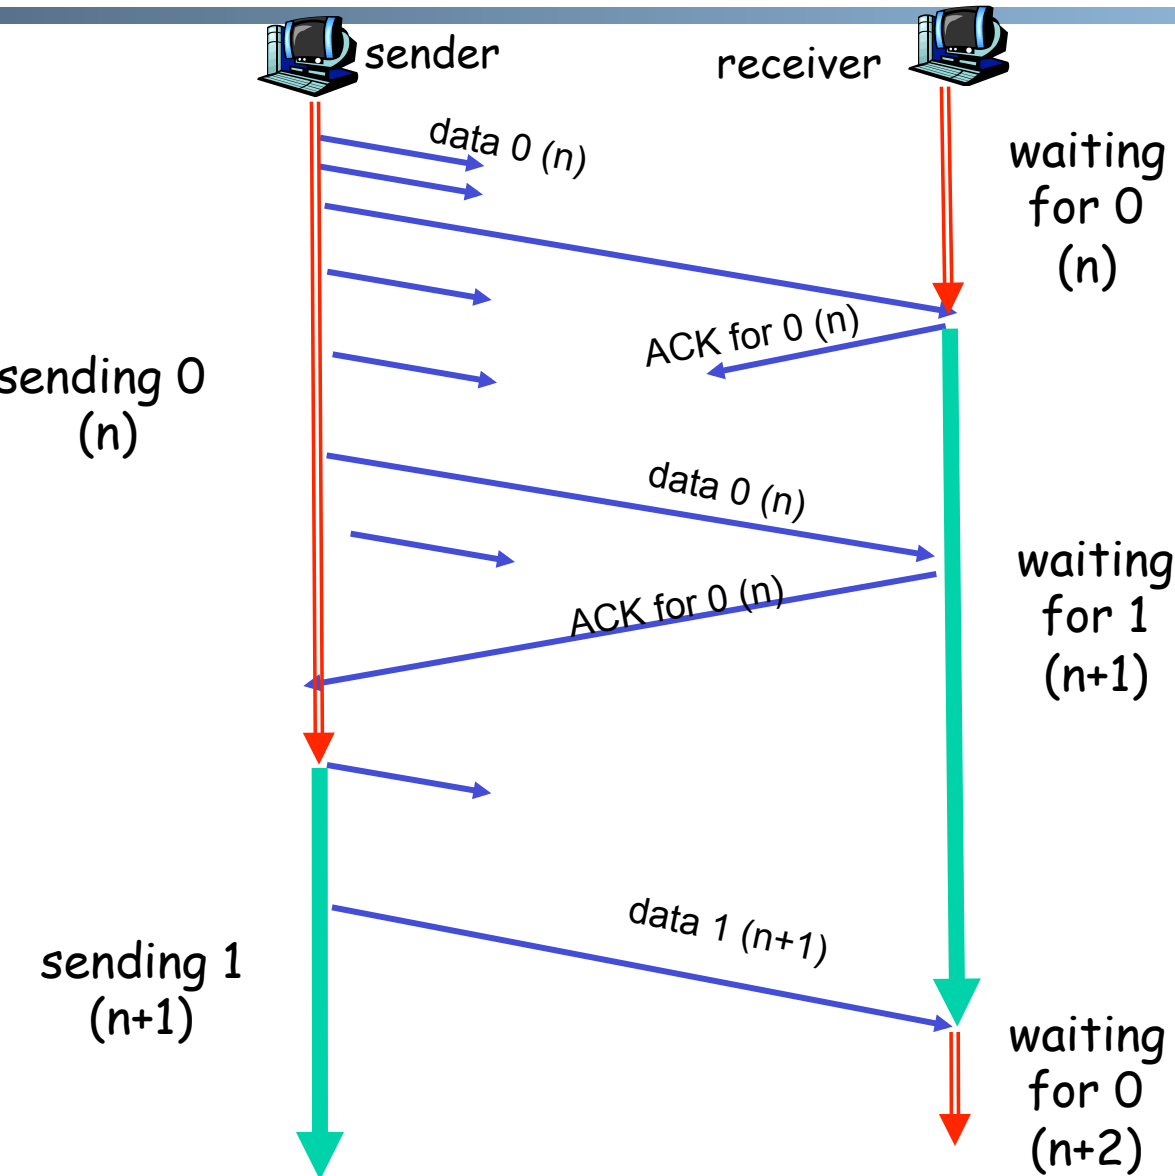 sender
receiver
data 0 (n)
waiting
for 0
(n)
ACK for 0 (n)
sending 0
(n)
data 0 (n)
waiting
for 1
(n+1)
ACK for 0 (n)
data 1 (n+1)
sending 1
(n+1)
waiting
for 0
(n+2)